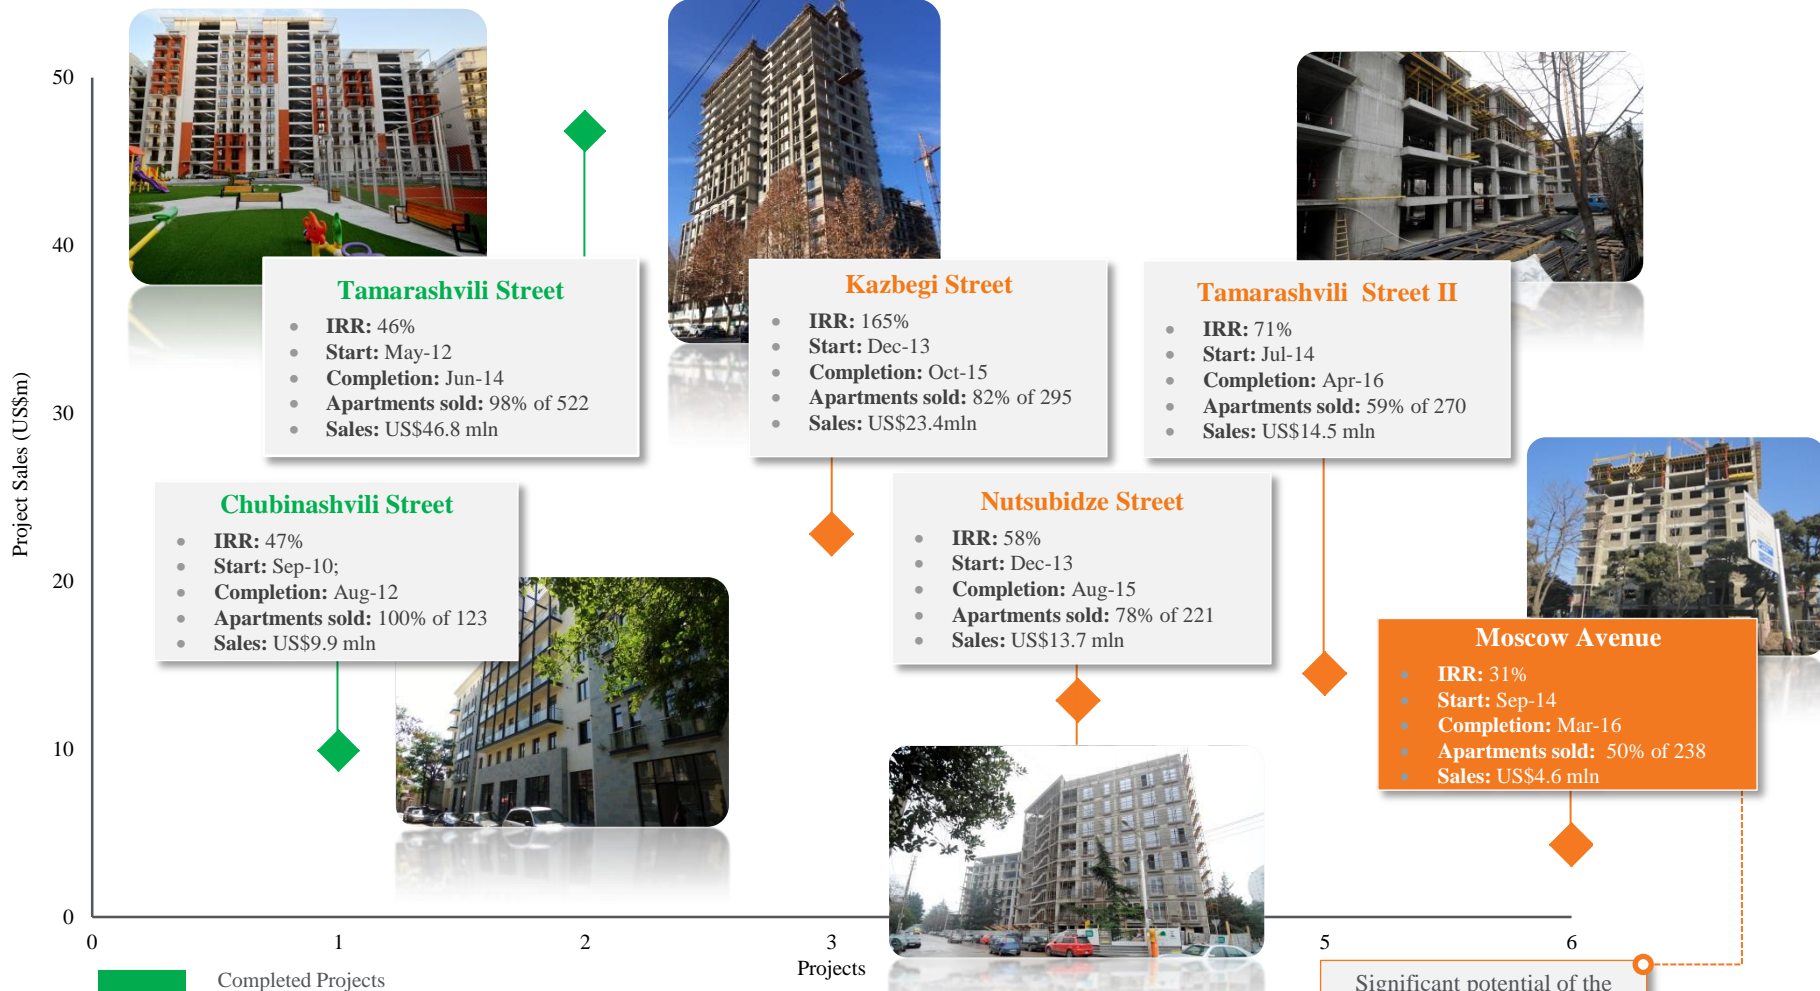 50
40
30
20
10
0
Project Sales (US$m)
Tamarashvili Street
IRR: 46%
Start: May-12
Completion: Jun-14
Apartments sold: 98% of 522
Sales: US$46.8 mln
Kazbegi Street
IRR: 165%
Start: Dec-13
Completion: Oct-15
Apartments sold: 82% of 295
Sales: US$23.4mln
Tamarashvili  Street II
IRR: 71%
Start: Jul-14
Completion: Apr-16
Apartments sold: 59% of 270
Sales: US$14.5 mln
Chubinashvili Street
IRR: 47%
Start: Sep-10;
Completion: Aug-12
Apartments sold: 100% of 123
Sales: US$9.9 mln
Nutsubidze Street
IRR: 58%
Start: Dec-13
Completion: Aug-15
Apartments sold: 78% of 221
Sales: US$13.7 mln
Moscow Avenue
IRR: 31%
Start: Sep-14
Completion: Mar-16
Apartments sold:  50% of 238
Sales: US$4.6 mln
0 1 2 3 5 6
Projects
Completed Projects
Significant potential of the